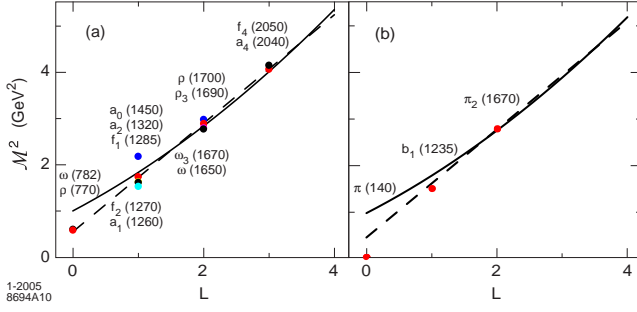 (a)
f₄ (2050)
a₄ (2040)
ρ (1700)
ρ₃ (1690)
a₀ (1450)
a₂ (1320)
f₁ (1285)
ω (782)
ρ (770)
ω₃ (1670)
ω (1650)
f₂ (1270)
a₁ (1260)
ℳ² (GeV²)
4
2
0
0 2 4
L
(b)
π₂ (1670)
b₁ (1235)
π (140)
0 2 4
L
1-2005
8694A10